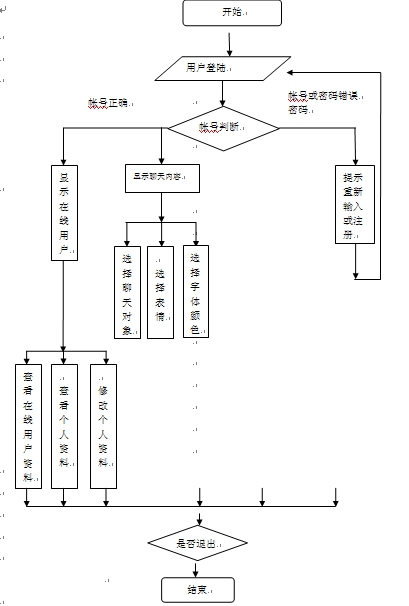 开始
用户登陆
帐号正确
帐号或密码错误
密码
帐号判断
显示在线用户
显示聊天内容
提示重新输入或注册
选择聊天对象
选择表情
选择字体颜色
查看在线用户资料
查看个人资料
修改个人资料
是否退出
结束